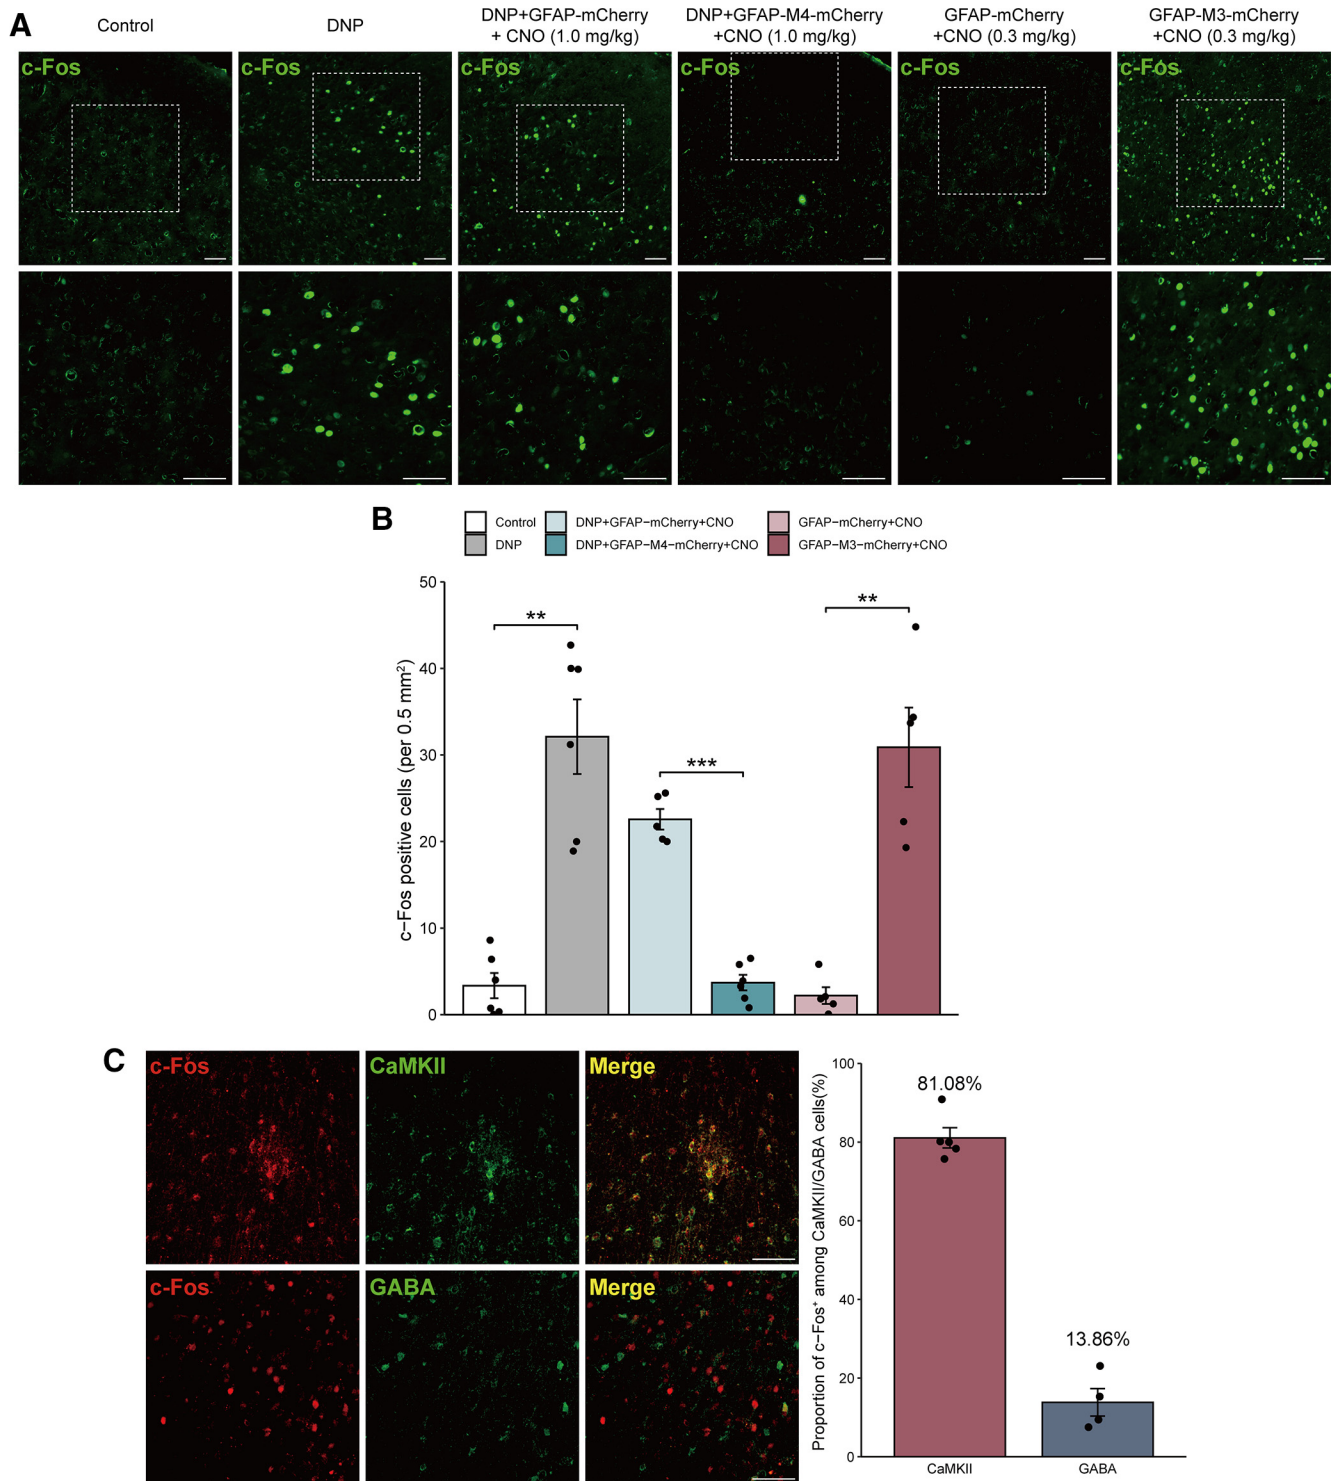 A
Control
DNP
DNP+GFAP-mCherry
+ CNO (1.0 mg/kg)
DNP+GFAP-M4-mCherry
+CNO (1.0 mg/kg)
GFAP-mCherry
+CNO (0.3 mg/kg)
GFAP-M3-mCherry
+CNO (0.3 mg/kg)
c-Fos
c-Fos
c-Fos
c-Fos
c-Fos
c-Fos
B
Control
DNP
DNP+GFAP−mCherry+CNO
DNP+GFAP−M4−mCherry+CNO
GFAP−mCherry+CNO
GFAP−M3−mCherry+CNO
c−Fos positive cells (per 0.5 mm²)
50
40
30
20
10
0
**
***
**
C
c-Fos
CaMKII
Merge
c-Fos
GABA
Merge
Proportion of c−Fos⁺ among CaMKII/GABA cells(%)
100
80
60
40
20
0
81.08%
13.86%
CaMKII
GABA